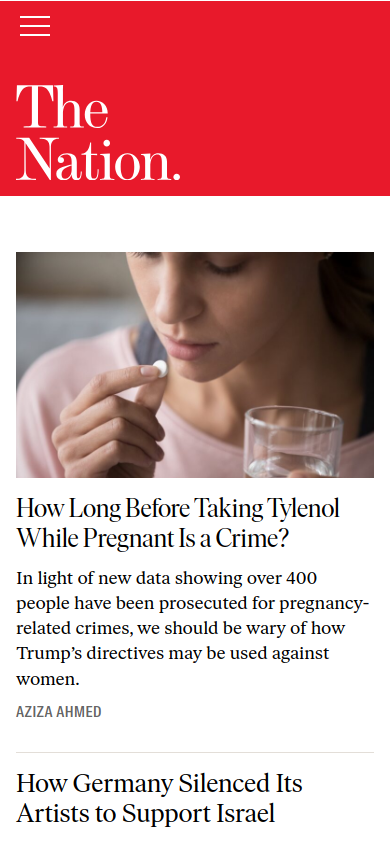 The
Nation.
How Long Before Taking Tylenol
While Pregnant Is a Crime?
In light of new data showing over 400
people have been prosecuted for pregnancy-
related crimes, we should be wary of how
Trump’s directives may be used against
women.
AZIZA AHMED
How Germany Silenced Its
Artists to Support Israel